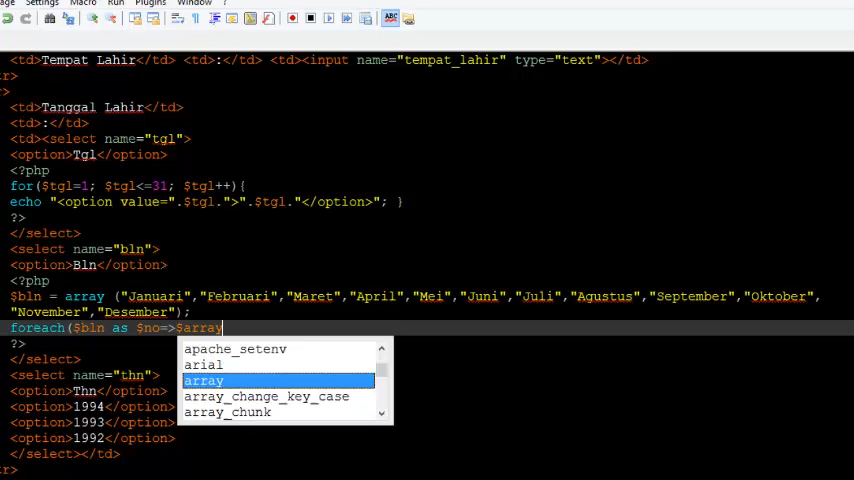 age Settings Macro Run Plugins Window ?
ABC
<td>Tempat Lahir</td> <td>:</td> <td><input name="tempat_lahir" type="text"></td>
r>
>
<td>Tanggal Lahir</td>
<td>:</td>
<td><select name="tgl">
<option>Tgl</option>
<?php
for($tgl=1; $tgl<=31; $tgl++){
echo "<option value=".$tgl.">".$tgl."</option>"; }
?>
</select>
<select name="bln">
<option>Bln</option>
<?php
$bln = array ("Januari","Februari","Maret","April","Mei","Juni","Juli","Agustus","September","Oktober",
"November","Desember");
foreach($bln as $no=>$array
?>
apache_setenv
</select>
arial
<select name="thn">
array
<option>Thn</option>
array_change_key_case
<option>1994</option>
array_chunk
<option>1993</option>
<option>1992</option>
</select></td>
r>